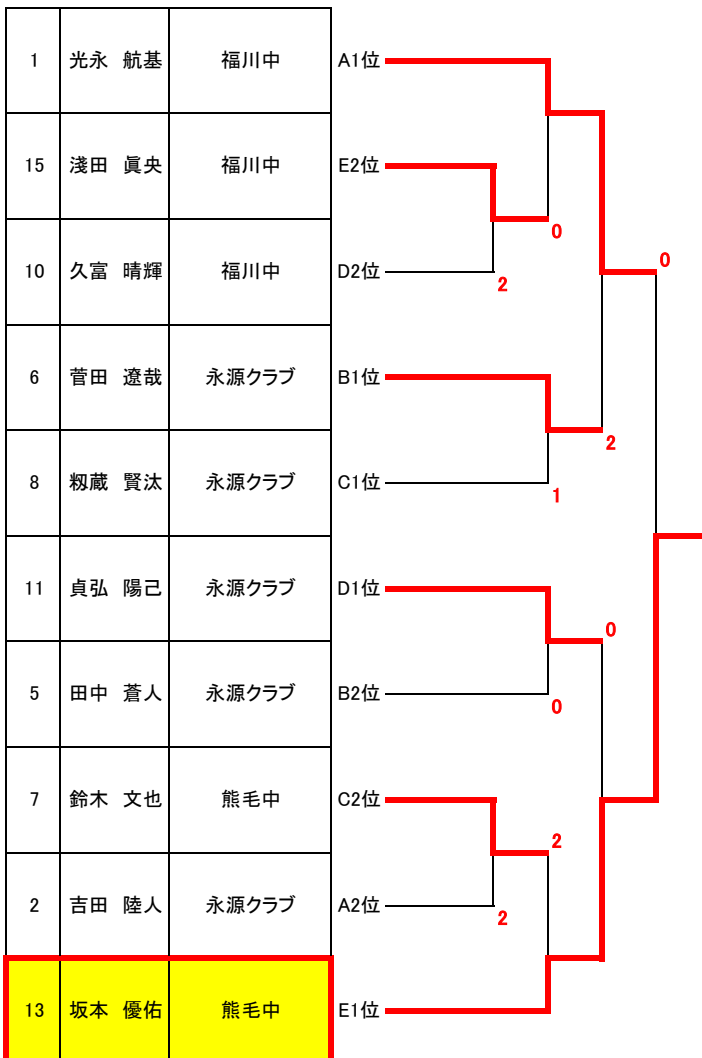 1 光永 航基 福川中 A1位
15 淺田 眞央 福川中 E2位
0
10 久富 晴輝 福川中 D2位
2
0
6 菅田 遼哉 永源クラブ B1位
2
8 籾蔵 賢汰 永源クラブ C1位
1
11 貞弘 陽己 永源クラブ D1位
0
5 田中 蒼人 永源クラブ B2位
0
7 鈴木 文也 熊毛中 C2位
2
2 吉田 陸人 永源クラブ A2位
2
13 坂本 優佑 熊毛中 E1位